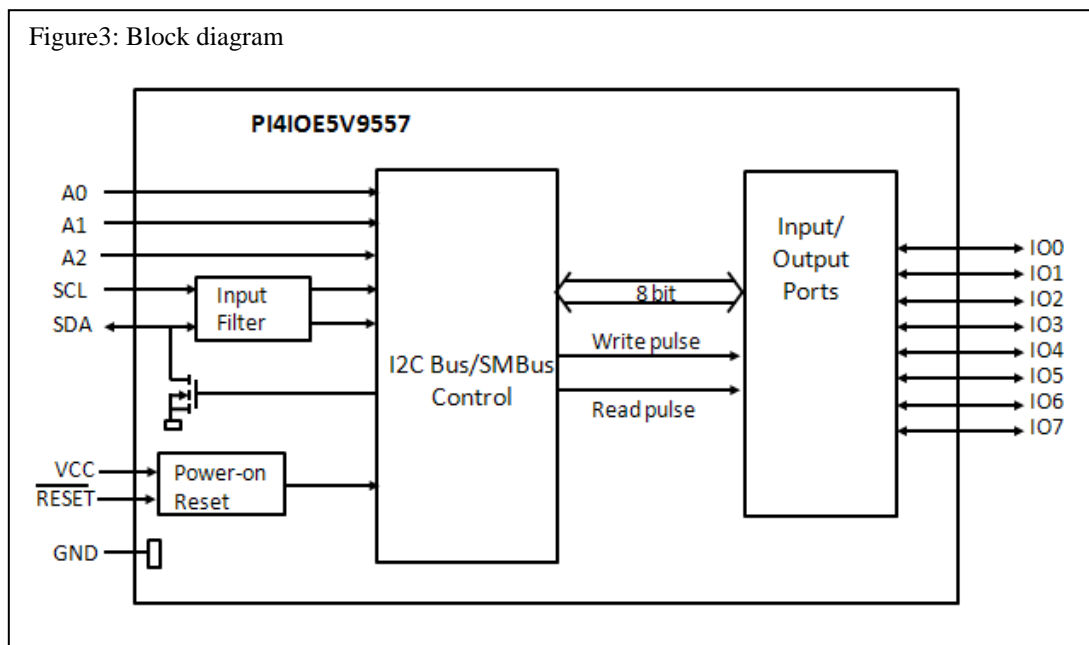 Figure3: Block diagram
PI4IOE5V9557
A0
A1
A2
SCL
SDA
Input
Filter
I2C Bus/SMBus
Control
8 bit
Write pulse
Read pulse
Input/
Output
Ports
IO0
IO1
IO2
IO3
IO4
IO5
IO6
IO7
VCC
RESET
Power-on
Reset
GND